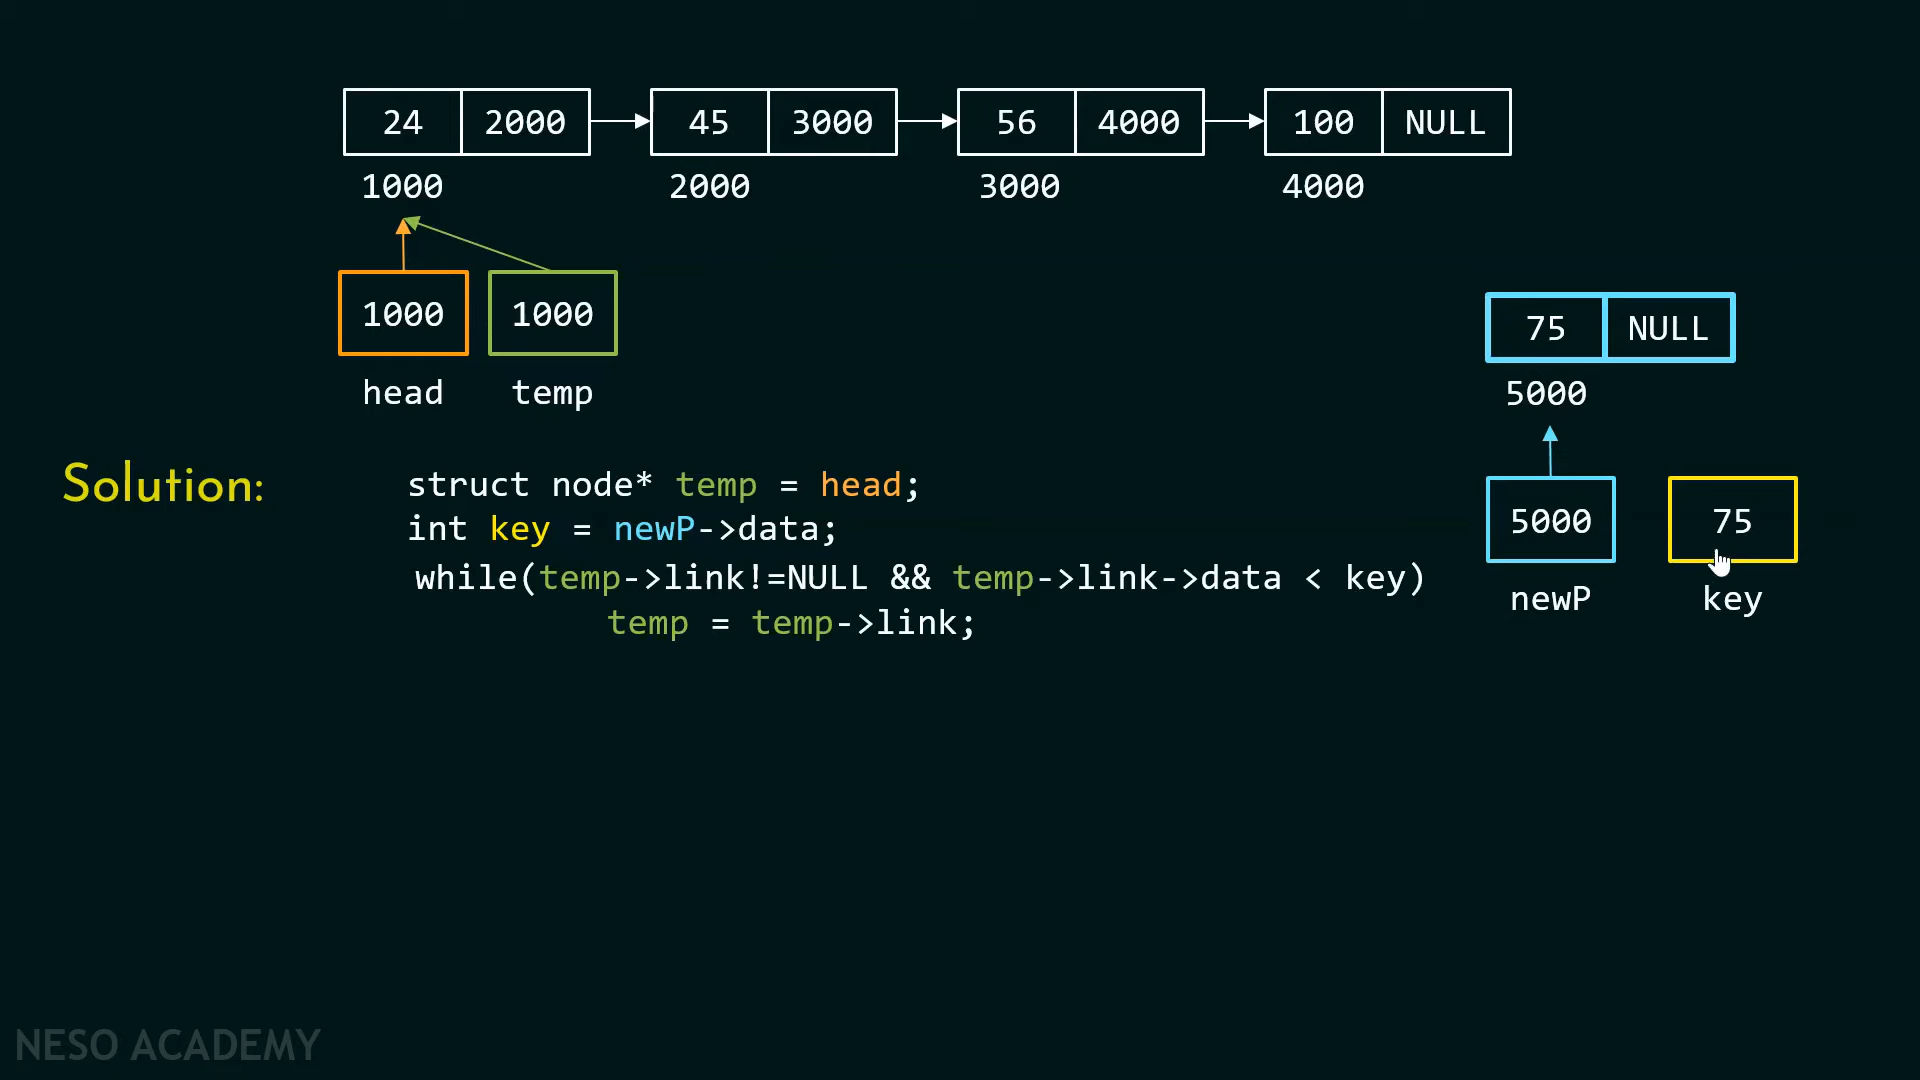 24 2000 45 3000 56 4000 100 NULL
1000 2000 3000 4000
1000 1000
head temp
75 NULL
5000
5000 75
newP key
Solution:
struct node* temp = head;
int key = newP->data;
while(temp->link!=NULL && temp->link->data < key)
temp = temp->link;
NESO ACADEMY